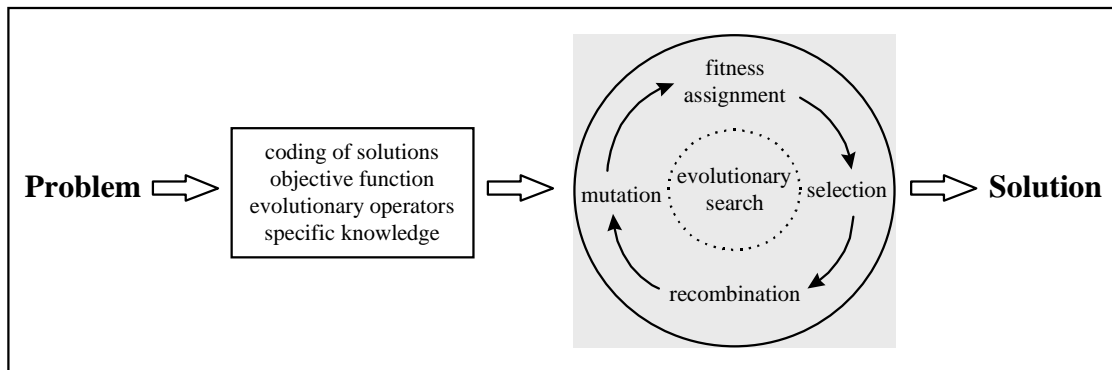 Problem
coding of solutions
objective function
evolutionary operators
specific knowledge
fitness
assignment
mutation
evolutionary
search
selection
recombination
Solution